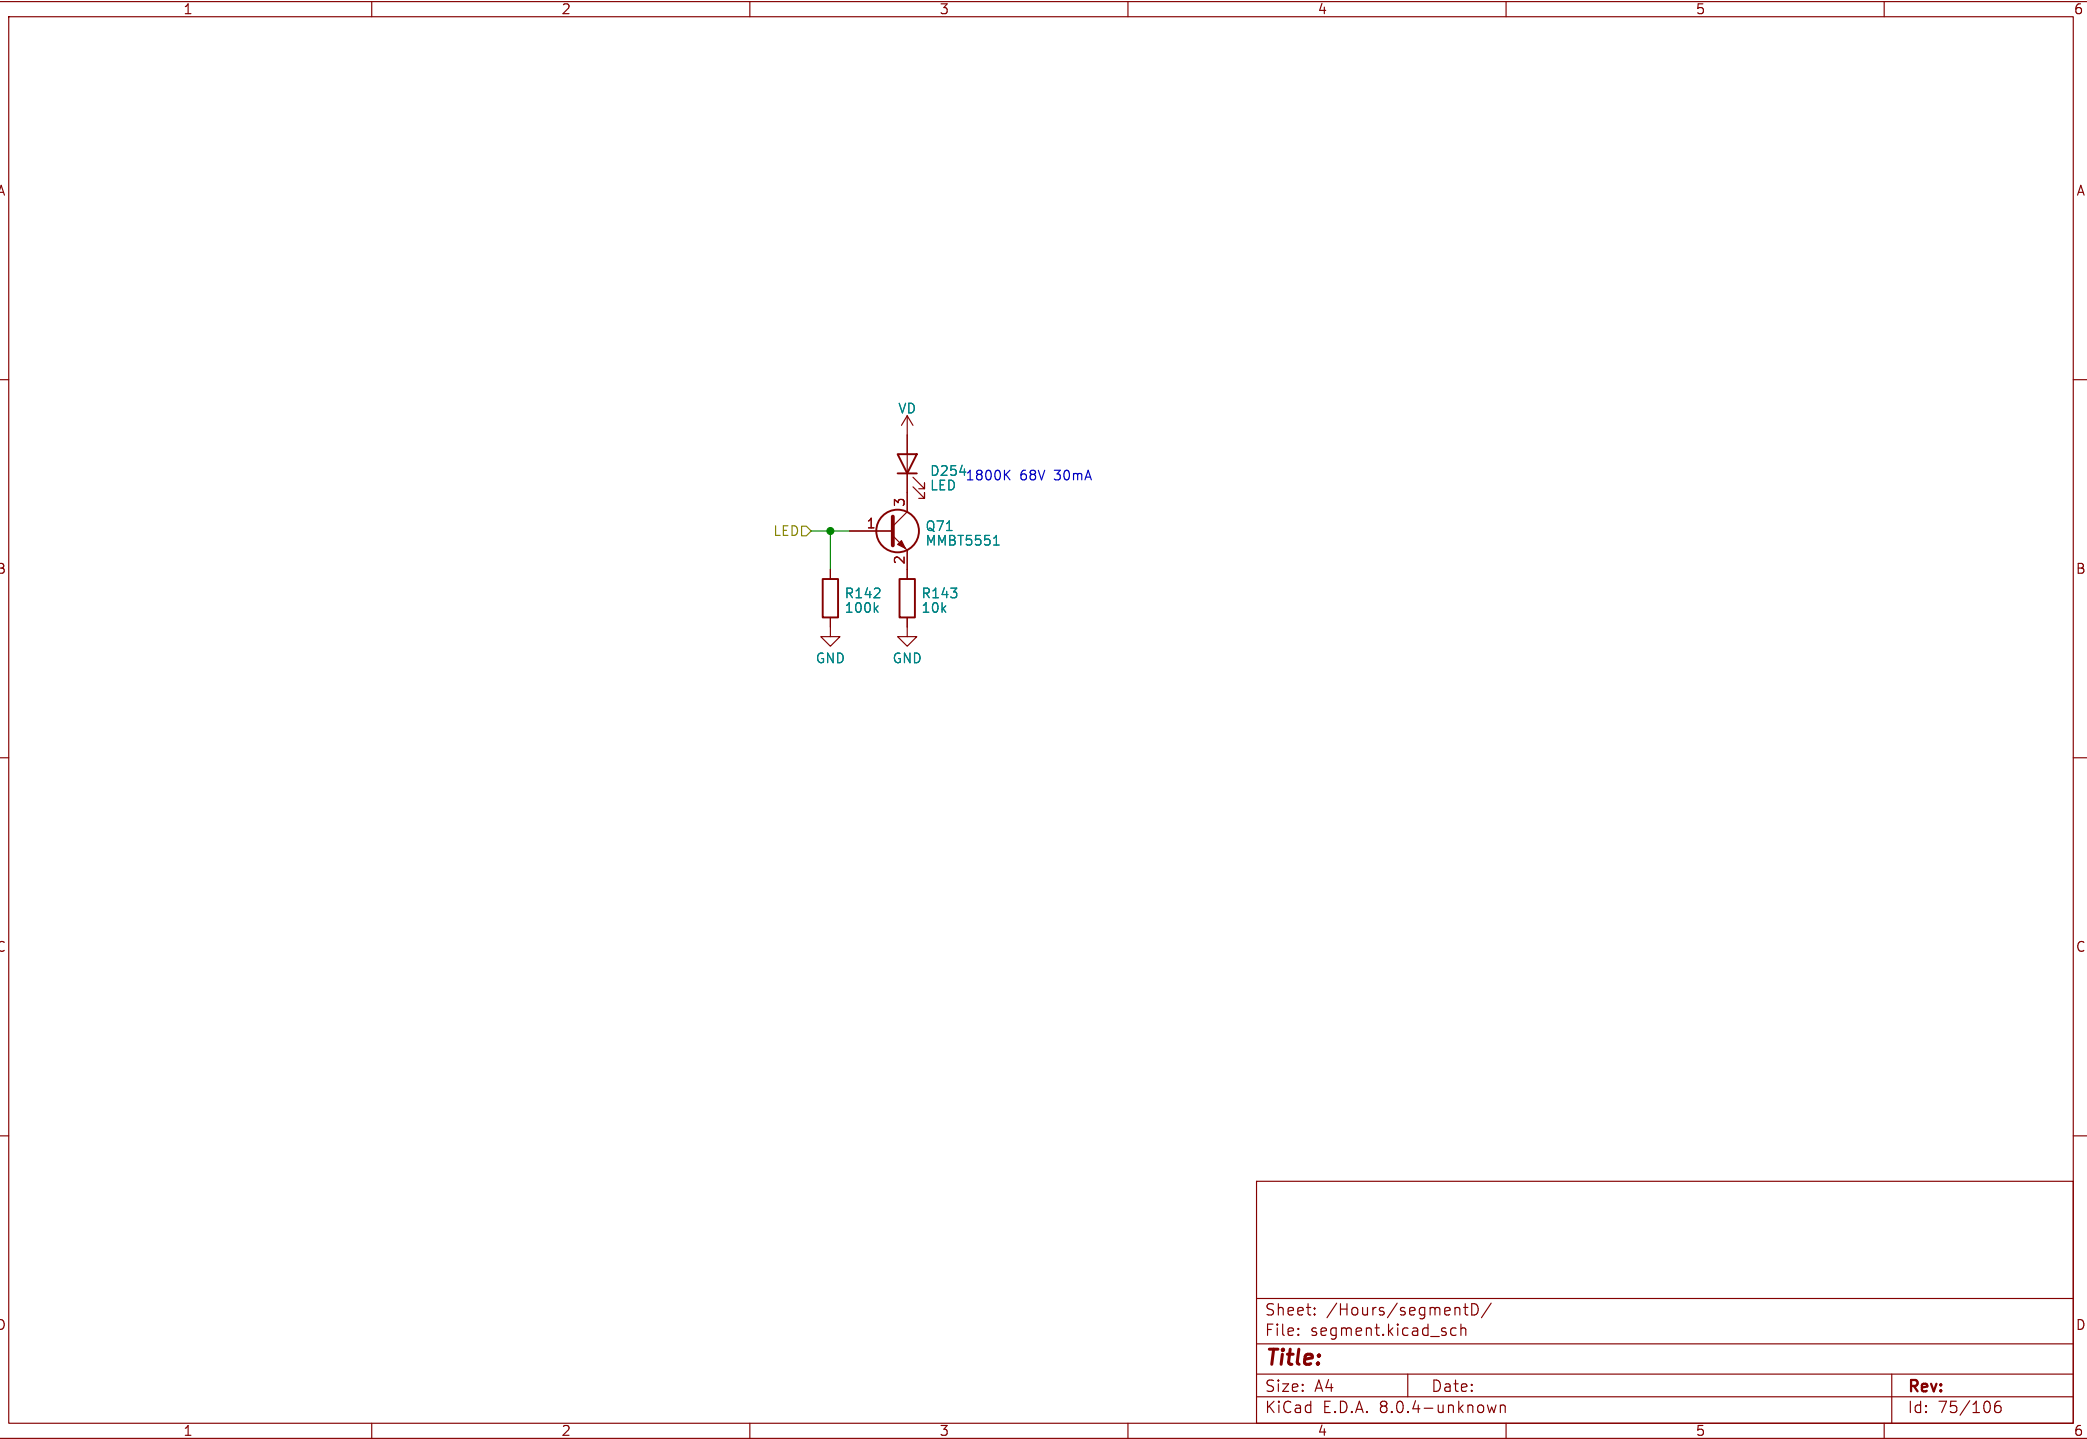 1 2 3 4 5 6
A A
VD
D254
LED
1800K 68V 30mA
3
LED
1
Q71
MMBT5551
2
B B
R142
100k
R143
10k
GND GND
C C
Sheet: /Hours/segmentD/
File: segment.kicad_sch
D D
Title:
Size: A4 Date: Rev:
KiCad E.D.A. 8.0.4-unknown Id: 75/106
1 2 3 4 5 6